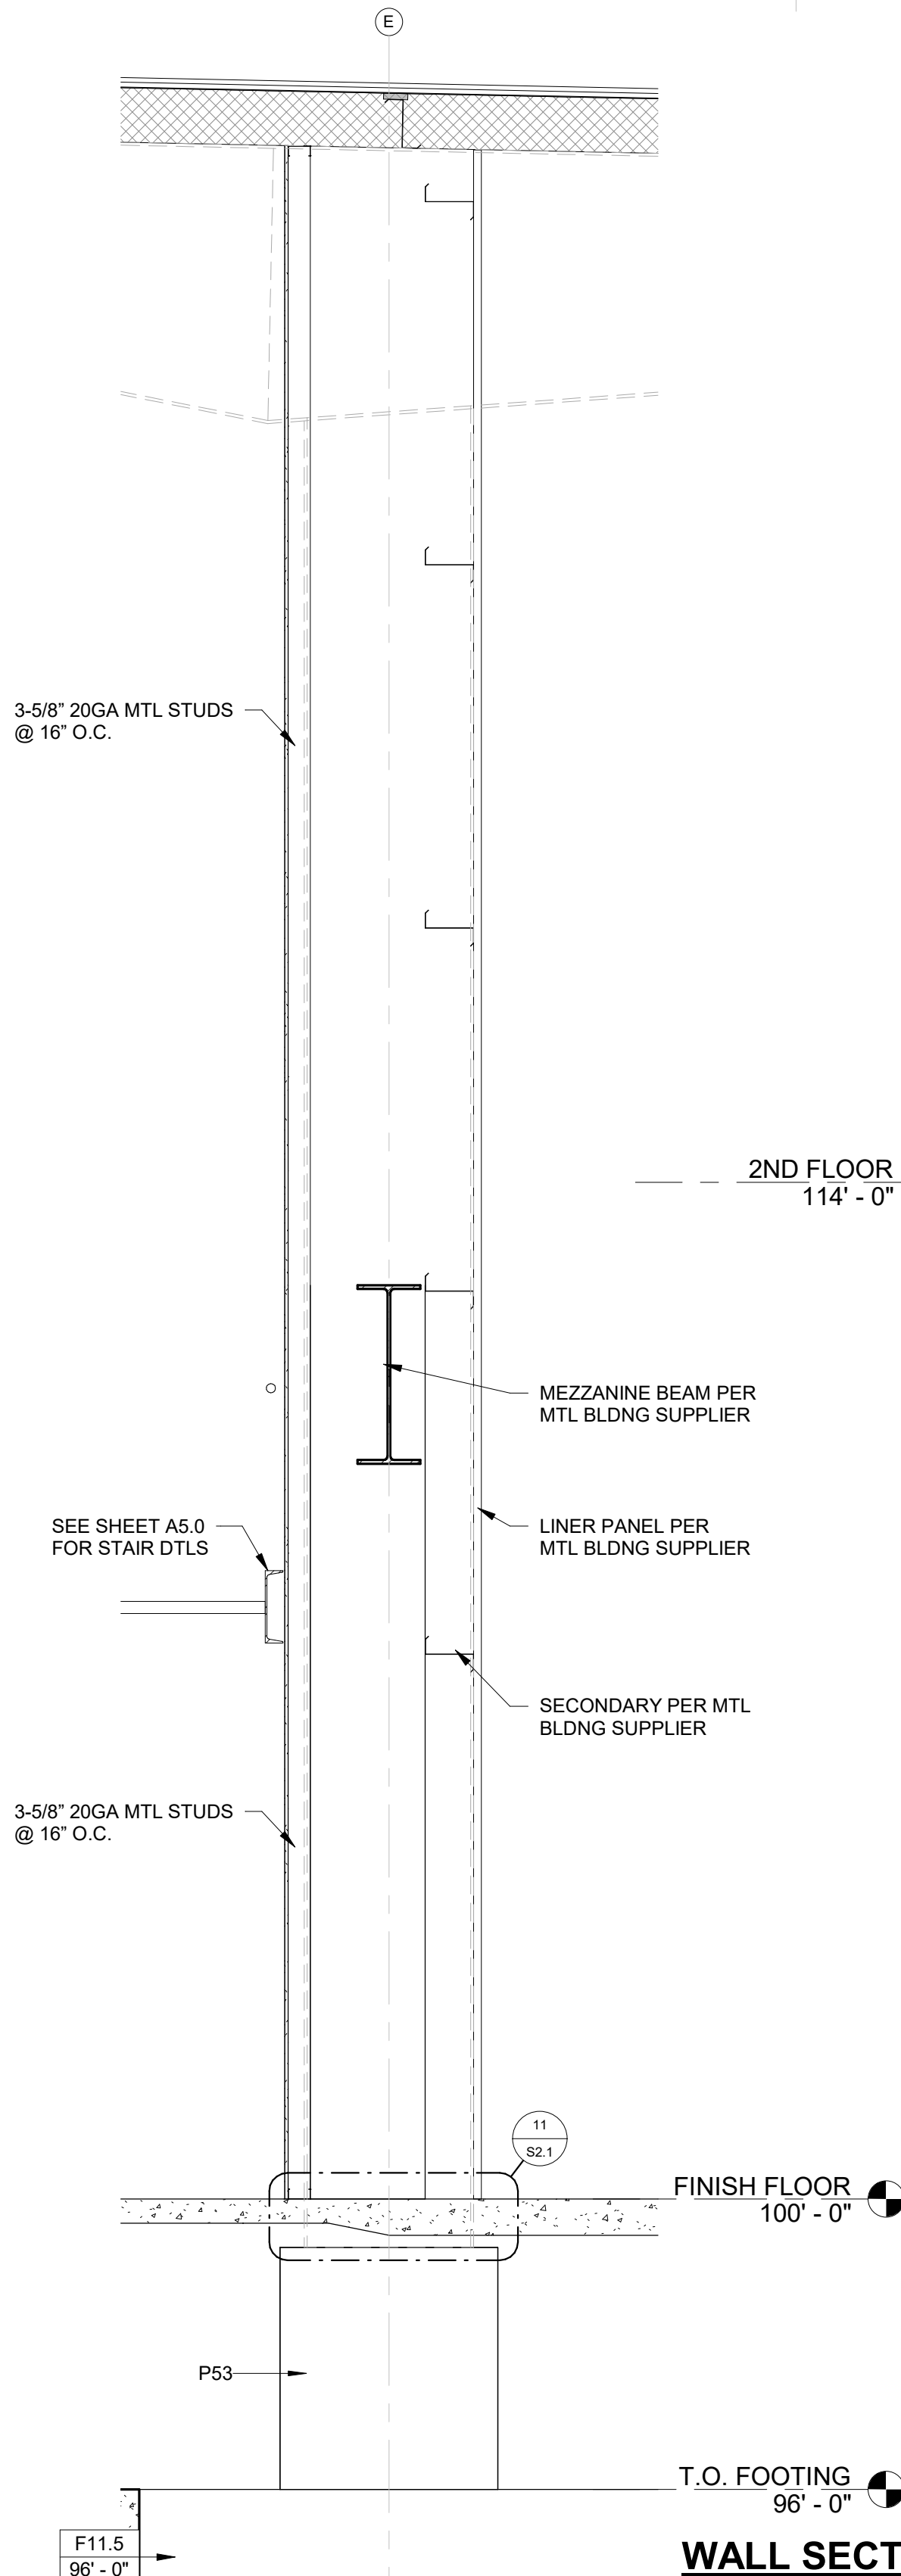 E
3-5/8” 20GA MTL STUDS
@ 16” O.C.
2ND FLOOR
114' - 0"
MEZZANINE BEAM PER
MTL BLDNG SUPPLIER
SEE SHEET A5.0
FOR STAIR DTLS
LINER PANEL PER
MTL BLDNG SUPPLIER
SECONDARY PER MTL
BLDNG SUPPLIER
3-5/8” 20GA MTL STUDS
@ 16” O.C.
11
S2.1
FINISH FLOOR
100' - 0"
P53
T.O. FOOTING
96' - 0"
F11.5
96' - 0"
WALL SECT